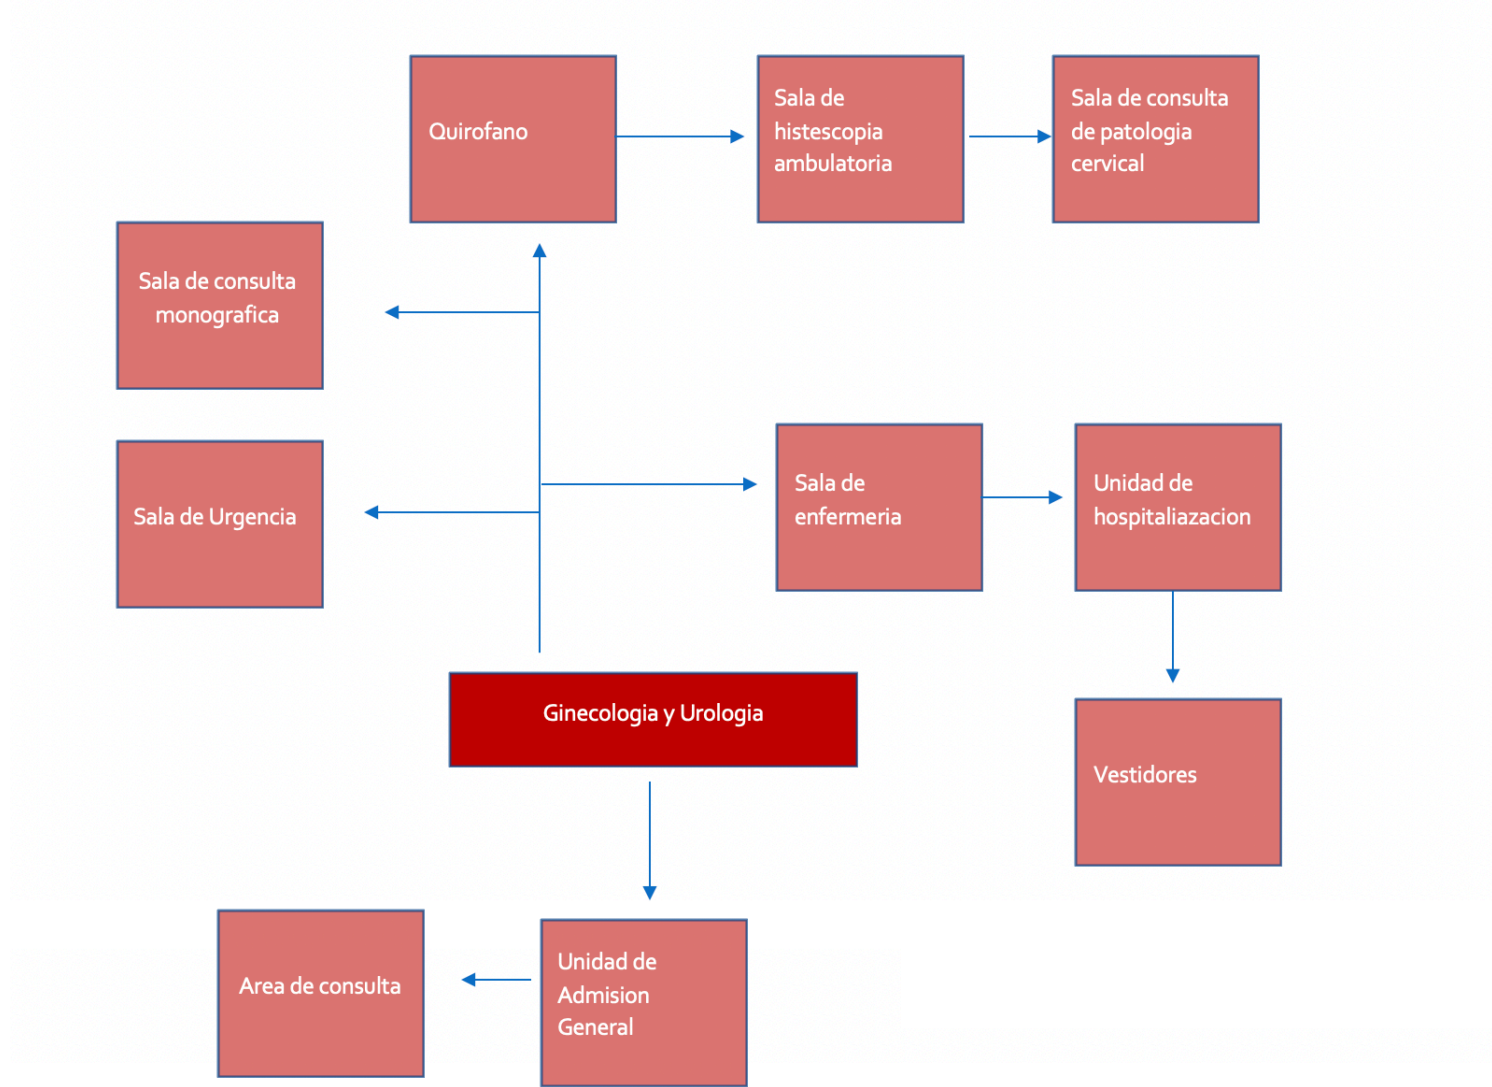 Quirofano
Sala de
histescopia
ambulatoria
Sala de consulta
de patologia
cervical
Sala de consulta
monografica
Sala de Urgencia
Sala de
enfermeria
Unidad de
hospitaliazacion
Ginecologia y Urologia
Vestidores
Area de consulta
Unidad de
Admision
General